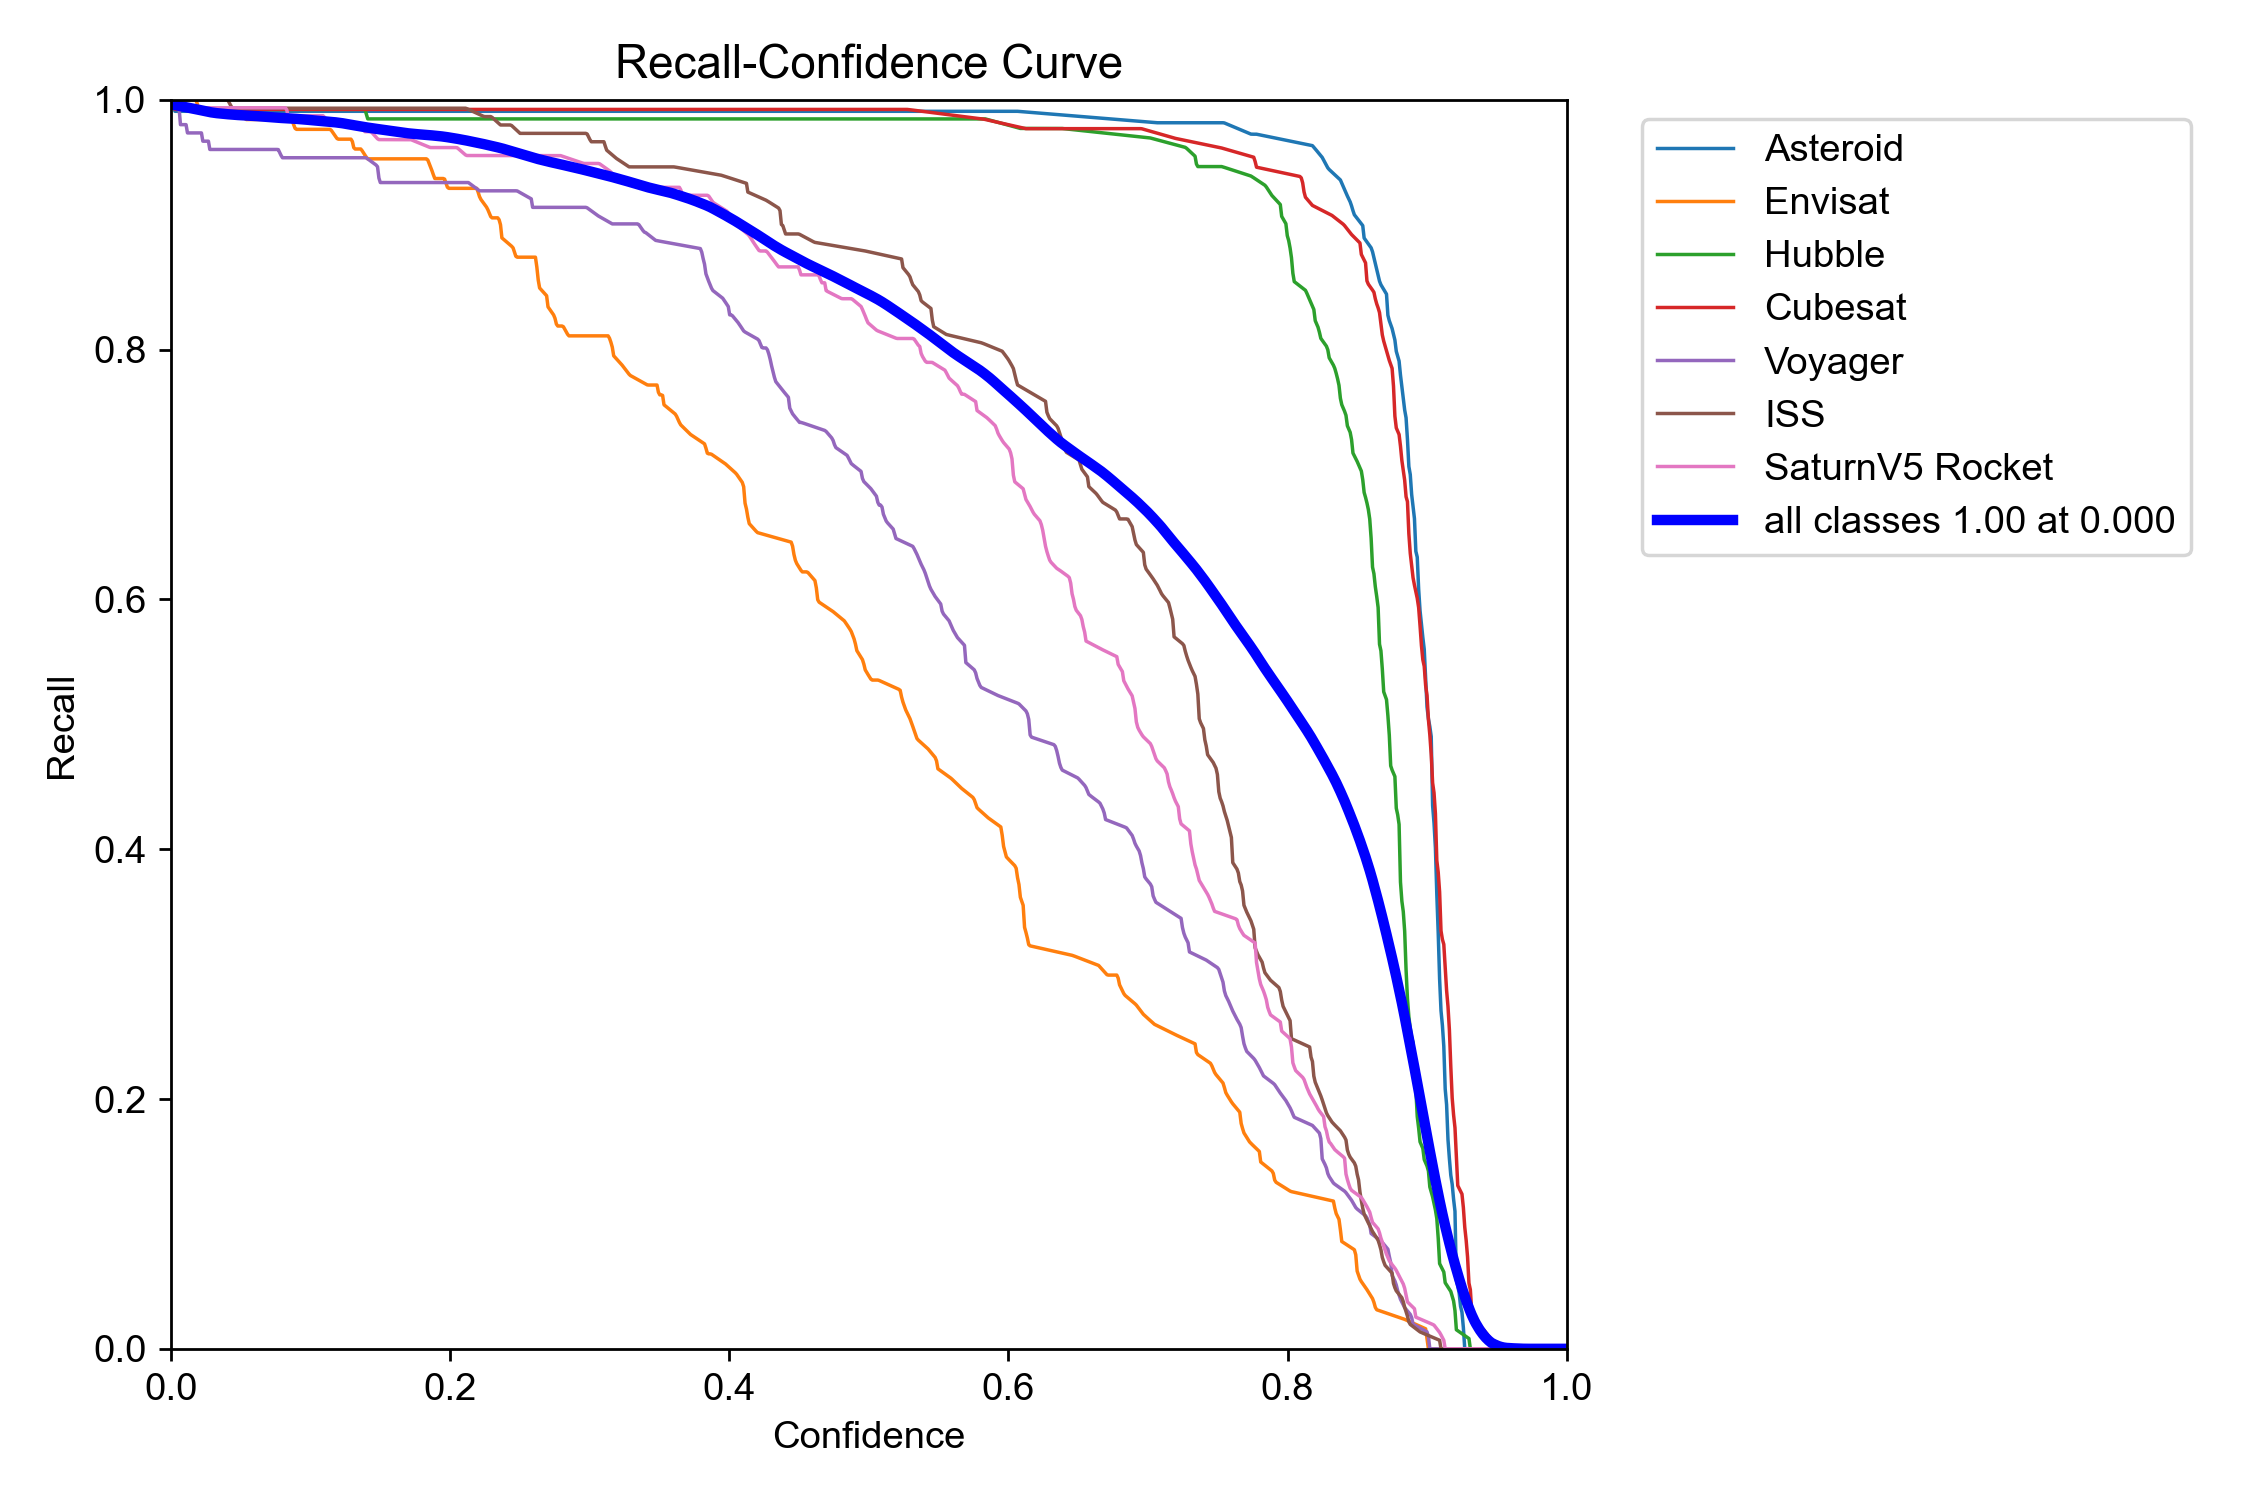 Recall-Confidence Curve
1.0
0.8
0.6
0.4
0.2
0.0
Recall
0.0 0.2 0.4 0.6 0.8 1.0
Confidence
Asteroid
Envisat
Hubble
Cubesat
Voyager
ISS
SaturnV5 Rocket
all classes 1.00 at 0.000